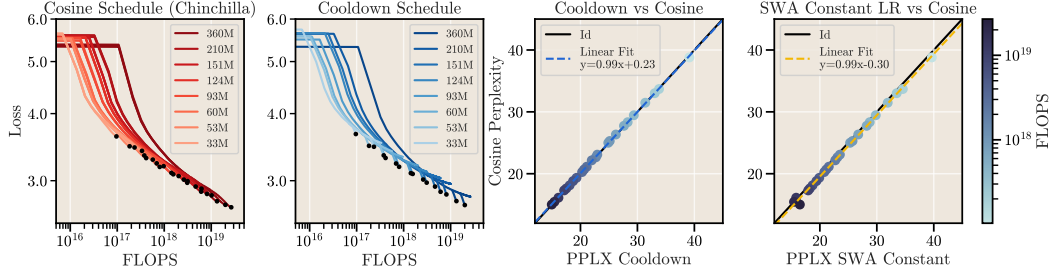 Cosine Schedule (Chinchilla)
Loss
5.0
4.0
3.0
10^16
10^17
10^18
10^19
FLOPS
360M
210M
151M
124M
93M
60M
53M
33M
Cooldown Schedule
5.0
4.0
3.0
10^16
10^17
10^18
10^19
FLOPS
360M
210M
151M
124M
93M
60M
53M
33M
Cooldown vs Cosine
Cosine Perplexity
40
30
20
20
30
40
PPLX Cooldown
Id
Linear Fit
y=0.99x+0.23
SWA Constant LR vs Cosine
40
30
20
20
30
40
PPLX SWA Constant
Id
Linear Fit
y=0.99x-0.30
10^19
10^18
FLOPS